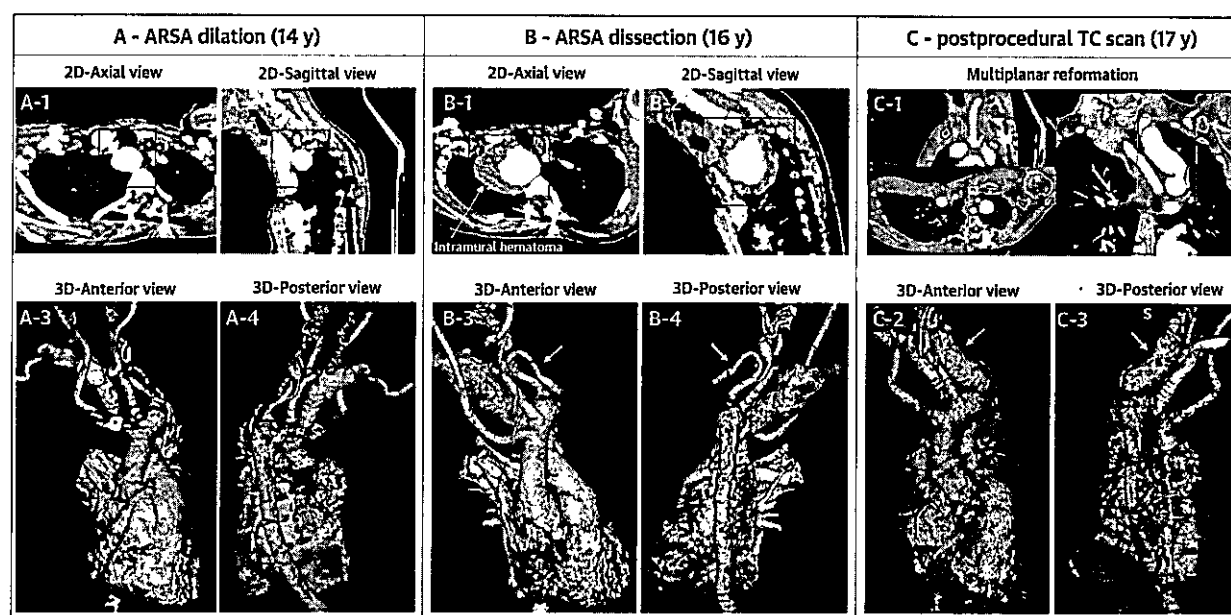 A - ARSA dilation (14 y)
B - ARSA dissection (16 y)
C - postprocedural TC scan (17 y)
2D-Axial view
2D-Sagittal view
2D-Axial view
2D-Sagittal view
Multiplanar reformation
A-1
A-
B-1
B-2
C-1
Intramural hematoma
3D-Anterior view
3D-Posterior view
3D-Anterior view
3D-Posterior view
3D-Anterior view
3D-Posterior view
A-3
A-4
B-3
B-4
C-2
C-3
S